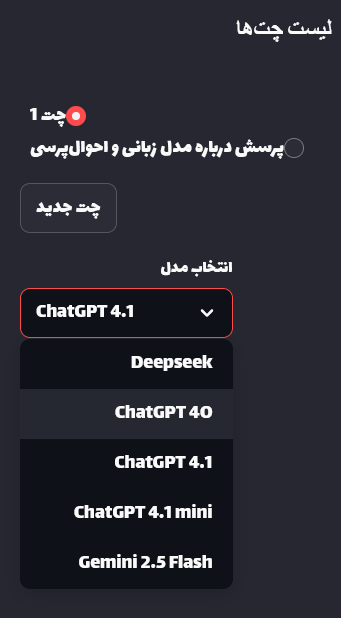 لیست چت‌ها
چت 1
پرسش درباره مدل زبانی و احوال‌پرسی
چت جدید
انتخاب مدل
ChatGPT 4.1
Deepseek
ChatGPT 4O
ChatGPT 4.1
ChatGPT 4.1 mini
Gemini 2.5 Flash